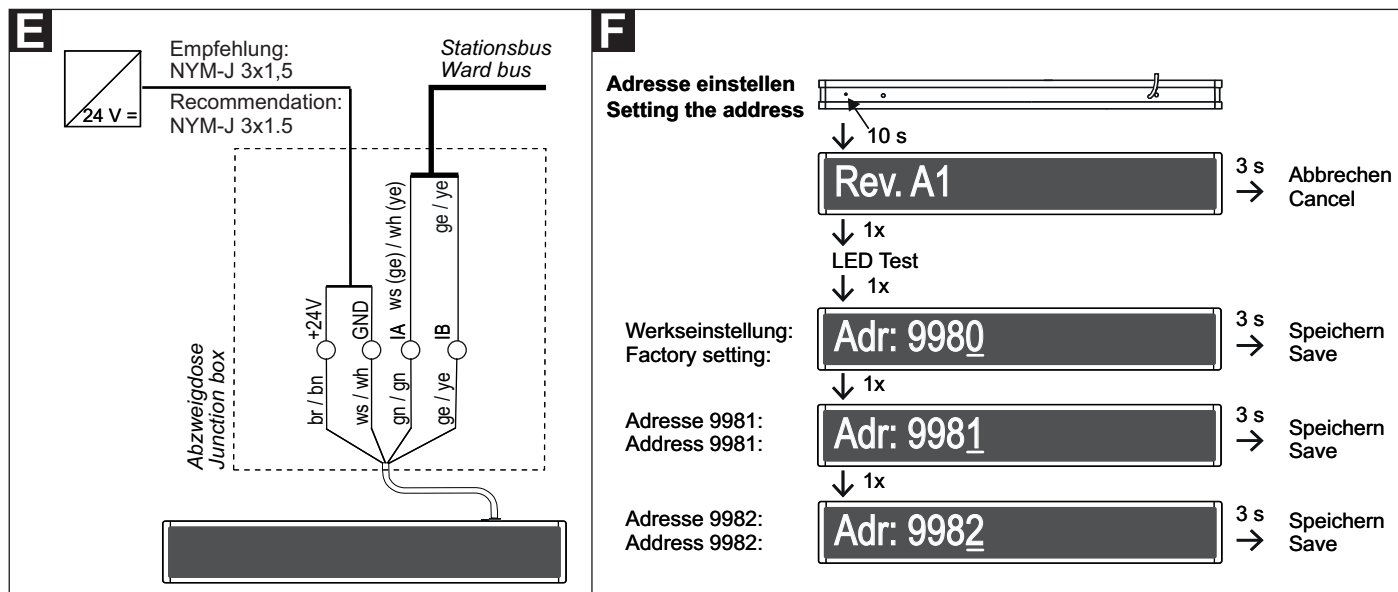 E
Empfehlung:
NYM-J 3x1,5
Recommendation:
NYM-J 3x1.5
24 V =
Stationsbus
Ward bus
Abzweigdose
Junction box
+24V
GND
IA
IB
ws (ge) / wh (ye)
ge / ye
br / bn
ws / wh
gn / gn
ge / ye
F
Adresse einstellen
Setting the address
10 s
Rev. A1
3 s
Abbrechen
Cancel
1x
LED Test
1x
Werkseinstellung:
Factory setting:
Adr: 9980
3 s
Speichern
Save
1x
Adresse 9981:
Address 9981:
Adr: 9981
3 s
Speichern
Save
1x
Adresse 9982:
Address 9982:
Adr: 9982
3 s
Speichern
Save